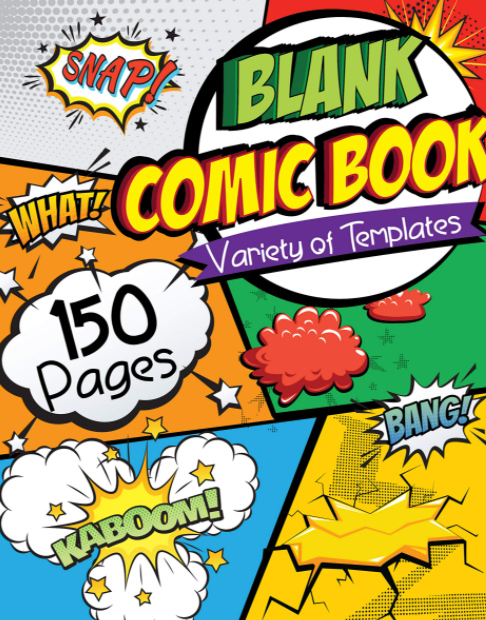 SNAP!
BLANK
COMIC BOOK
Variety of Templates
WHAT!
150
Pages
BANG!
KABOOM!